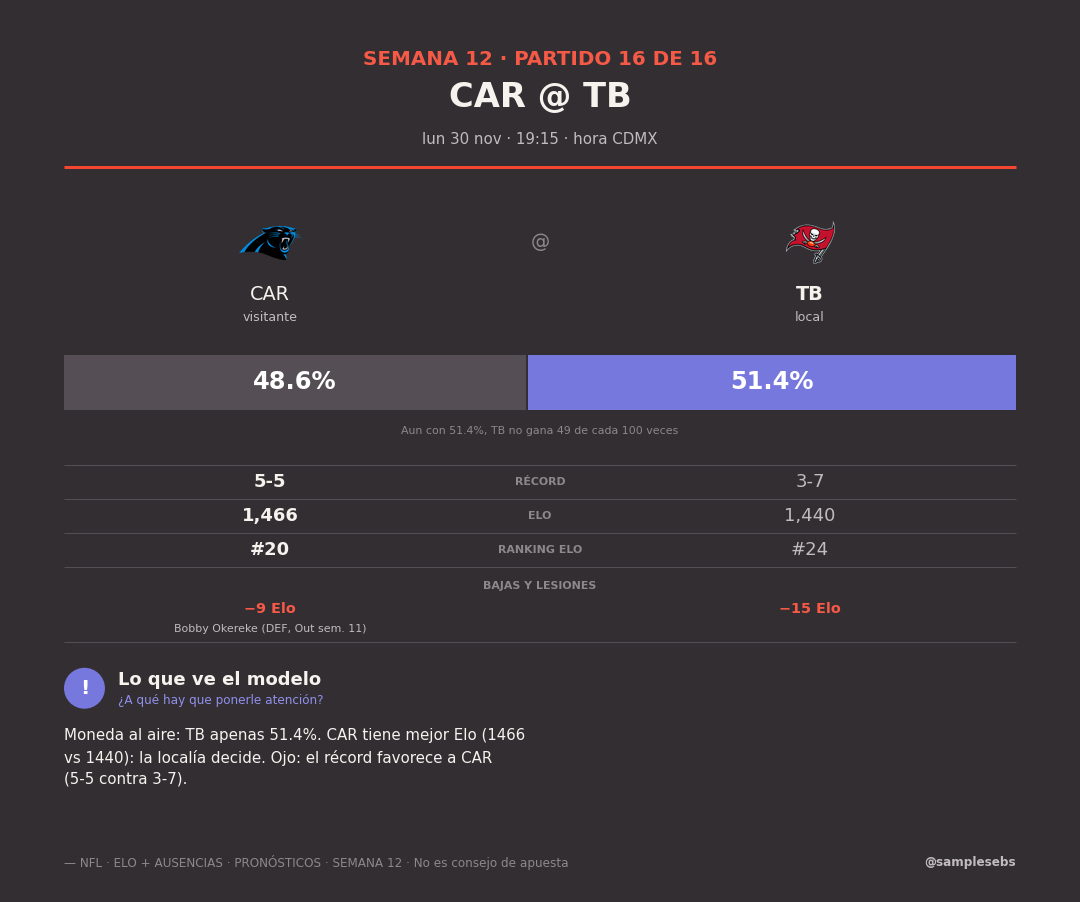 SEMANA 12 · PARTIDO 16 DE 16
CAR @ TB
lun 30 nov · 19:15 · hora CDMX
@
CAR
TB
visitante
local
48.6%
51.4%
Aun con 51.4%, TB no gana 49 de cada 100 veces
5-5 RÉCORD 3-7
1,466 ELO 1,440
#20 RANKING ELO #24
BAJAS Y LESIONES
−9 Elo −15 Elo
Bobby Okereke (DEF, Out sem. 11)
! Lo que ve el modelo
¿A qué hay que ponerle atención?
Moneda al aire: TB apenas 51.4%. CAR tiene mejor Elo (1466
vs 1440): la localía decide. Ojo: el récord favorece a CAR
(5-5 contra 3-7).
— NFL · ELO + AUSENCIAS · PRONÓSTICOS · SEMANA 12 · No es consejo de apuesta
@samplesebs